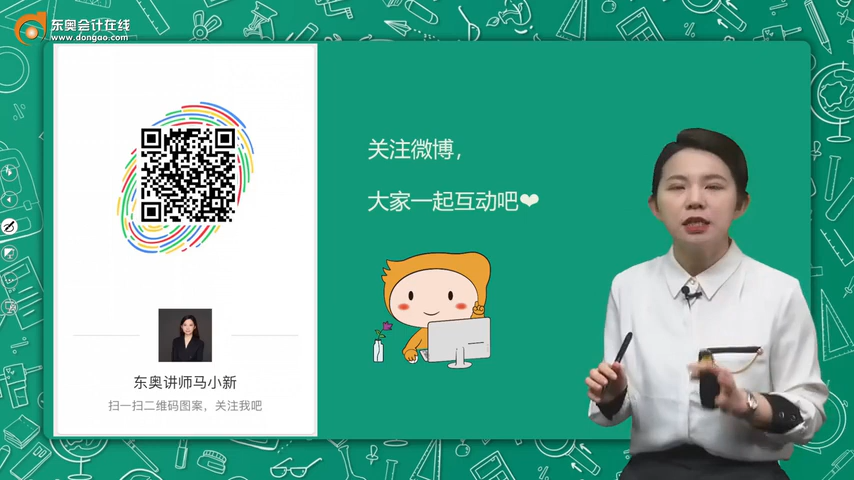 东奥会计在线
www.dongao.com
关注微博，
大家一起互动吧❤
东奥讲师马小新
扫一扫二维码图案，关注我吧